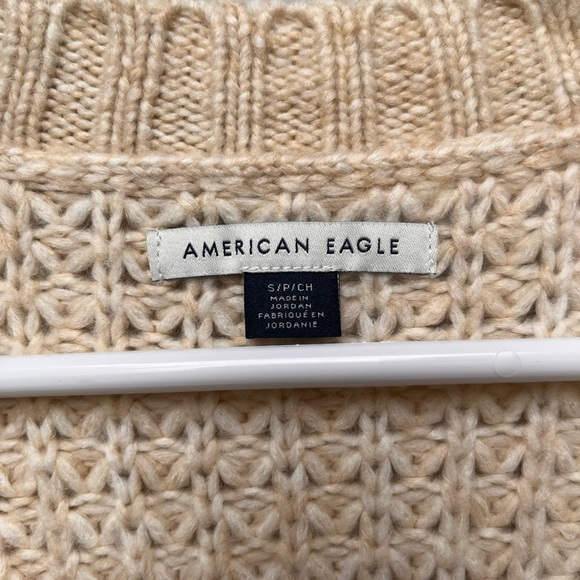 AMERICAN EAGLE
S/P/CH
MADE IN
JORDAN
FABRIQUÉ EN
JORDANIE